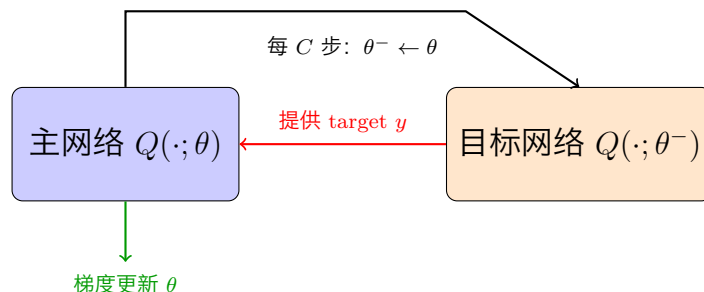 每 C 步：θ⁻ ← θ
提供 target y
主网络 Q(·; θ)
目标网络 Q(·; θ⁻)
梯度更新 θ